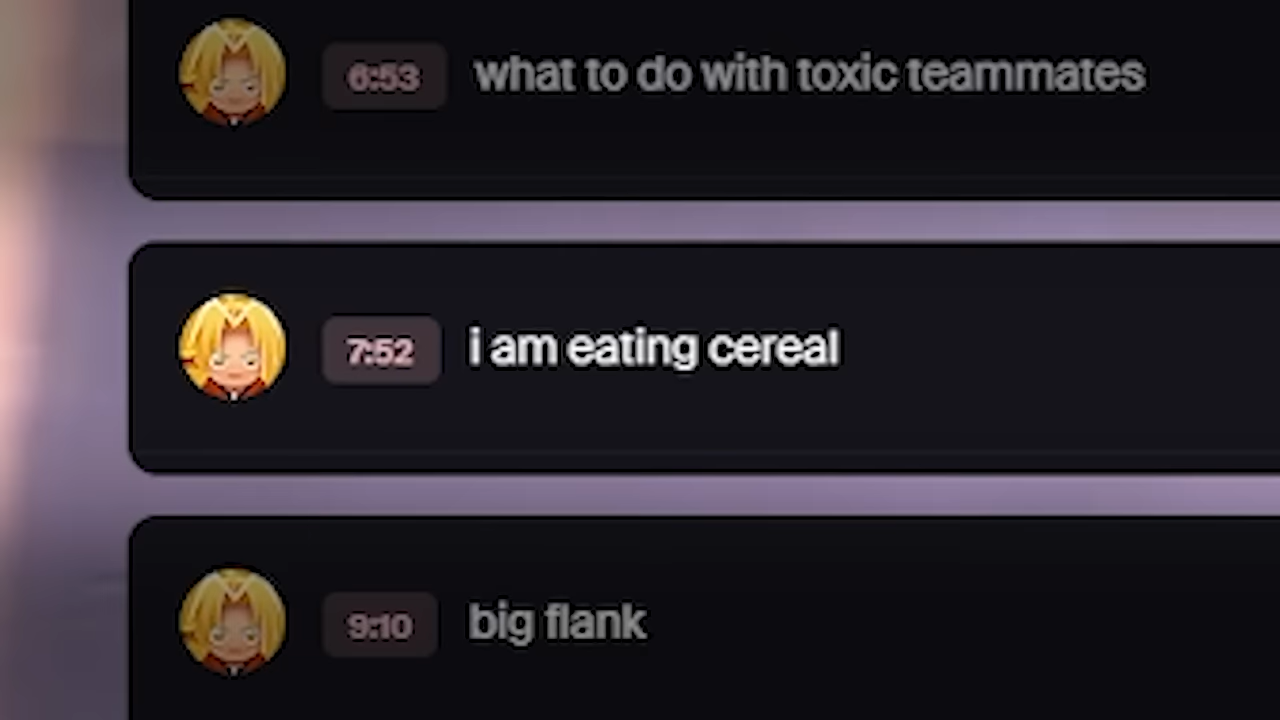 6:53 what to do with toxic teammates
7:52 i am eating cereal
9:10 big flank